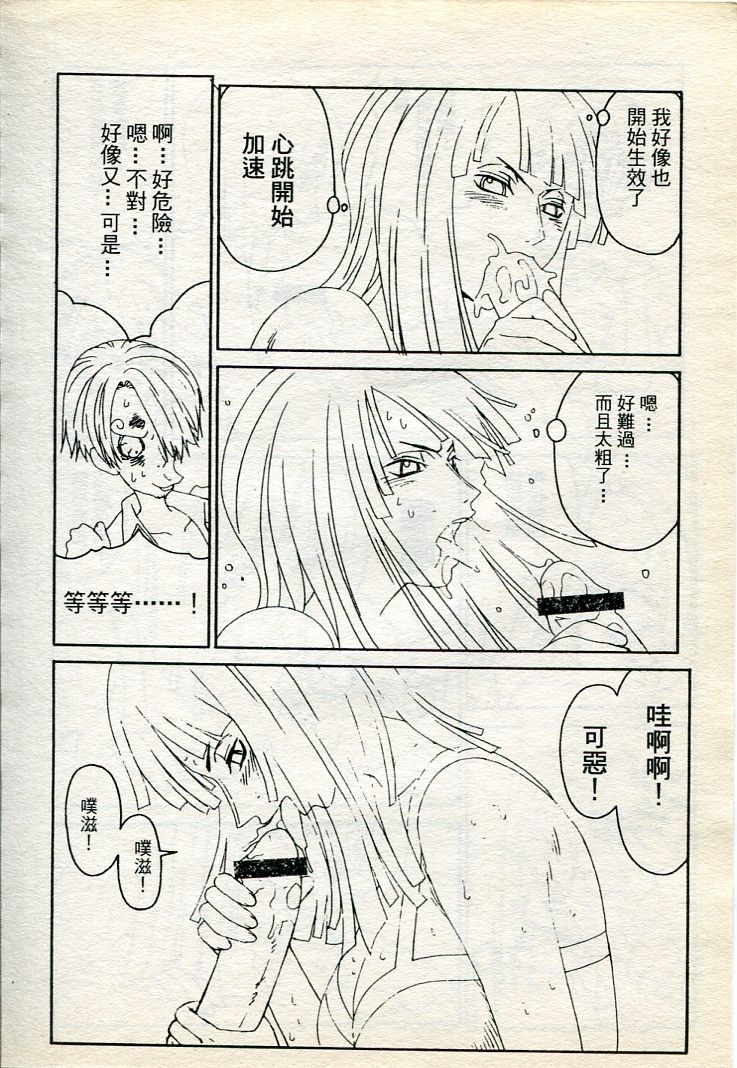 我好像也
開始生效了
心跳開始
加速
嗯…
好難過…
而且太粗了…
啊…好危險…
嗯…不對…
好像又…可是…
等等等……！
哇啊啊！
可惡！
噗滋！
噗滋！